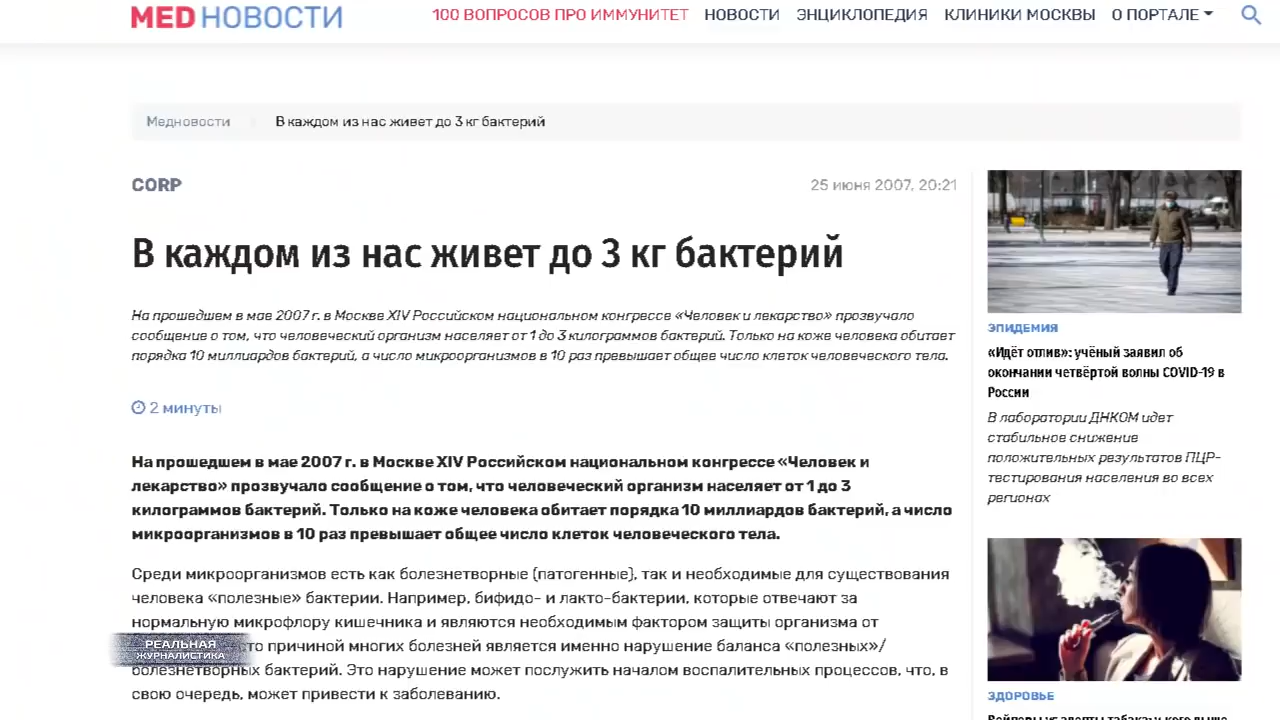 MEDНОВОСТИ
100 ВОПРОСОВ ПРО ИММУНИТЕТ НОВОСТИ ЭНЦИКЛОПЕДИЯ КЛИНИКИ МОСКВЫ О ПОРТАЛЕ
Медновости В каждом из нас живет до 3 кг бактерий
CORP
25 июня 2007, 20:21
В каждом из нас живет до 3 кг бактерий
На прошедшем в мае 2007 г. в Москве XIV Российском национальном конгрессе «Человек и лекарство» прозвучало
сообщение о том, что человеческий организм населяет от 1 до 3 килограммов бактерий. Только на коже человека обитает
порядка 10 миллиардов бактерий, а число микроорганизмов в 10 раз превышает общее число клеток человеческого тела.
2 минуты
На прошедшем в мае 2007 г. в Москве XIV Российском национальном конгрессе «Человек и
лекарство» прозвучало сообщение о том, что человеческий организм населяет от 1 до 3
килограммов бактерий. Только на коже человека обитает порядка 10 миллиардов бактерий, а число
микроорганизмов в 10 раз превышает общее число клеток человеческого тела.
Среди микроорганизмов есть как болезнетворные (патогенные), так и необходимые для существования
человека «полезные» бактерии. Например, бифидо- и лакто-бактерии, которые отвечают за
нормальную микрофлору кишечника и являются необходимым фактором защиты организма от
причиной многих болезней является именно нарушение баланса «полезных»/
болезнетворных бактерий. Это нарушение может послужить началом воспалительных процессов, что, в
свою очередь, может привести к заболеванию.
РЕАЛЬНАЯ
ЖУРНАЛИСТИКА
ЭПИДЕМИЯ
«Идёт отлив»: учёный заявил об
окончании четвёртой волны COVID-19 в
России
В лаборатории ДНКОМ идет
стабильное снижение
положительных результатов ПЦР-
тестирования населения во всех
регионах
ЗДОРОВЬЕ